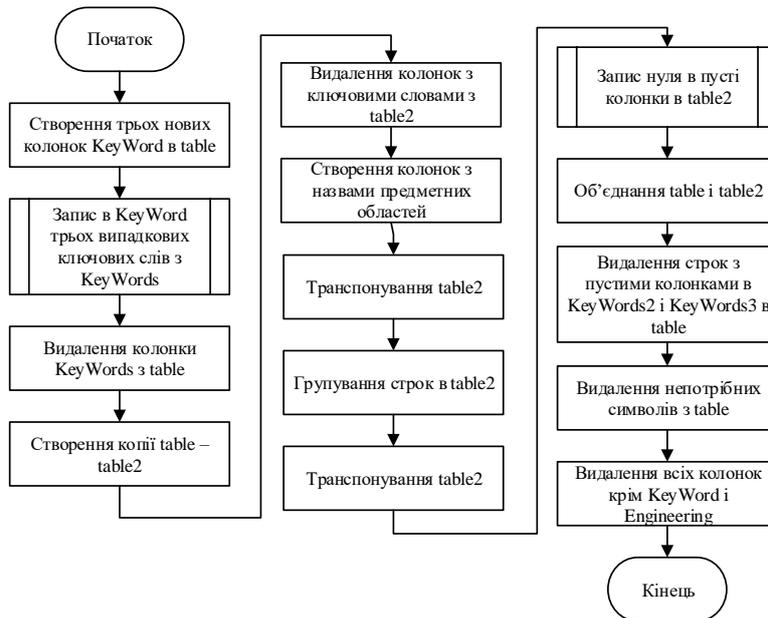 Початок
Створення трьох нових
колонок KeyWord в table
Запис в KeyWord
трьох випадкових
ключових слів з
KeyWords
Видалення колонки
KeyWords з table
Створення копії table –
table2
Видалення колонок з
ключовими словами з
table2
Створення колонок з
назвами предметних
областей
Транспонування table2
Групування строк в table2
Транспонування table2
Запис нуля в пусті
колонки в table2
Об’єднання table і table2
Видалення строк з
пустими колонками в
KeyWords2 і KeyWords3 в
table
Видалення непотрібних
символів з table
Видалення всіх колонок
крім KeyWord і
Engineering
Кінець